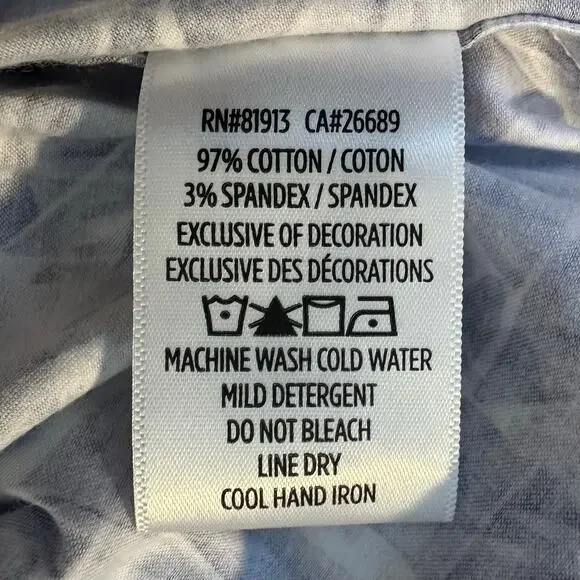 RN#81913 CA#26689
97% COTTON / COTON
3% SPANDEX / SPANDEX
EXCLUSIVE OF DECORATION
EXCLUSIVE DES DÉCORATIONS
MACHINE WASH COLD WATER
MILD DETERGENT
DO NOT BLEACH
LINE DRY
COOL HAND IRON